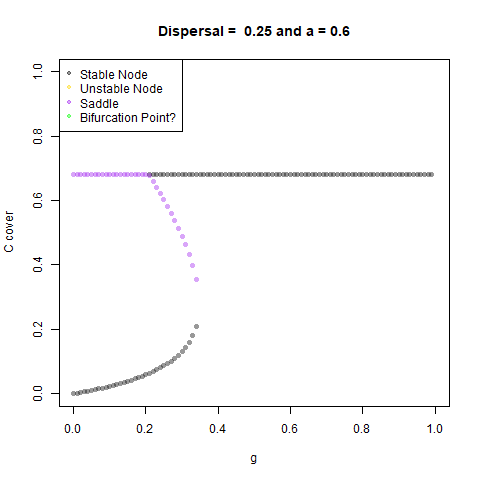 Dispersal =  0.25 and a = 0.6
Stable Node
Unstable Node
Saddle
Bifurcation Point?
C cover
1.0
0.8
0.6
0.4
0.2
0.0
0.0 0.2 0.4 0.6 0.8 1.0
g